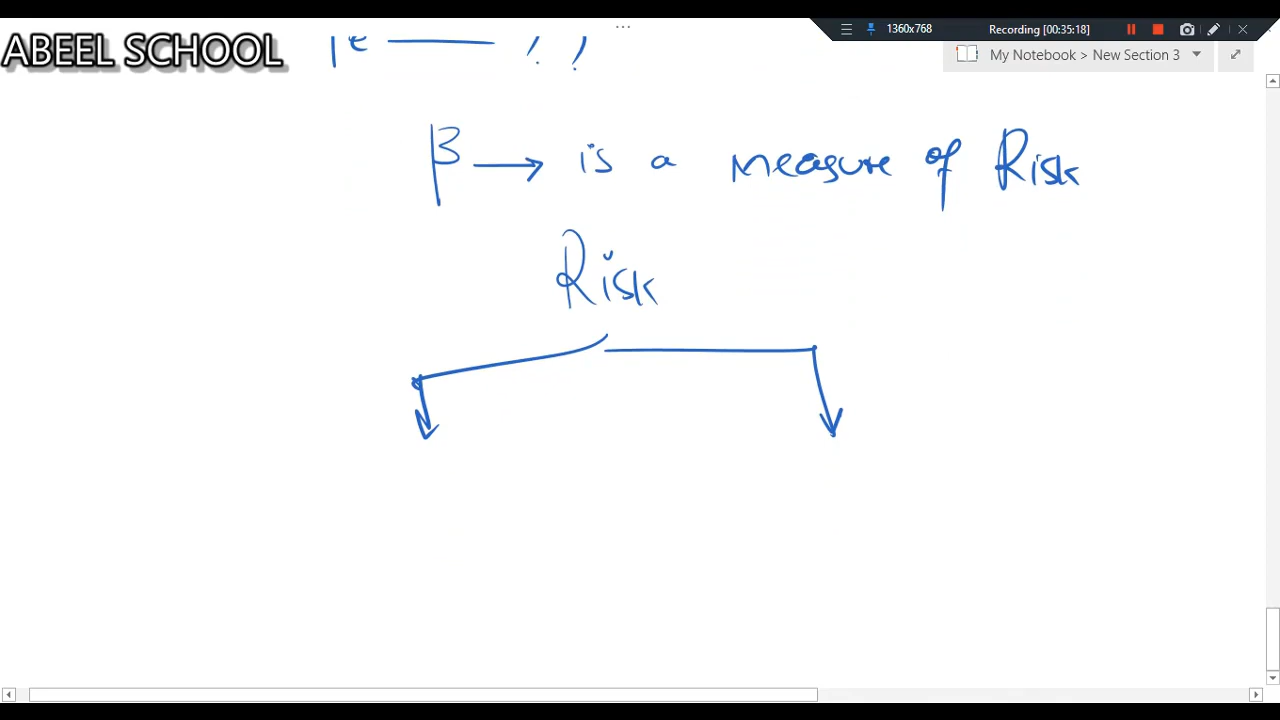 1360x768 Recording [00:35:18]
ABEEL SCHOOL
My Notebook > New Section 3
β → is a measure of Risk
Risk